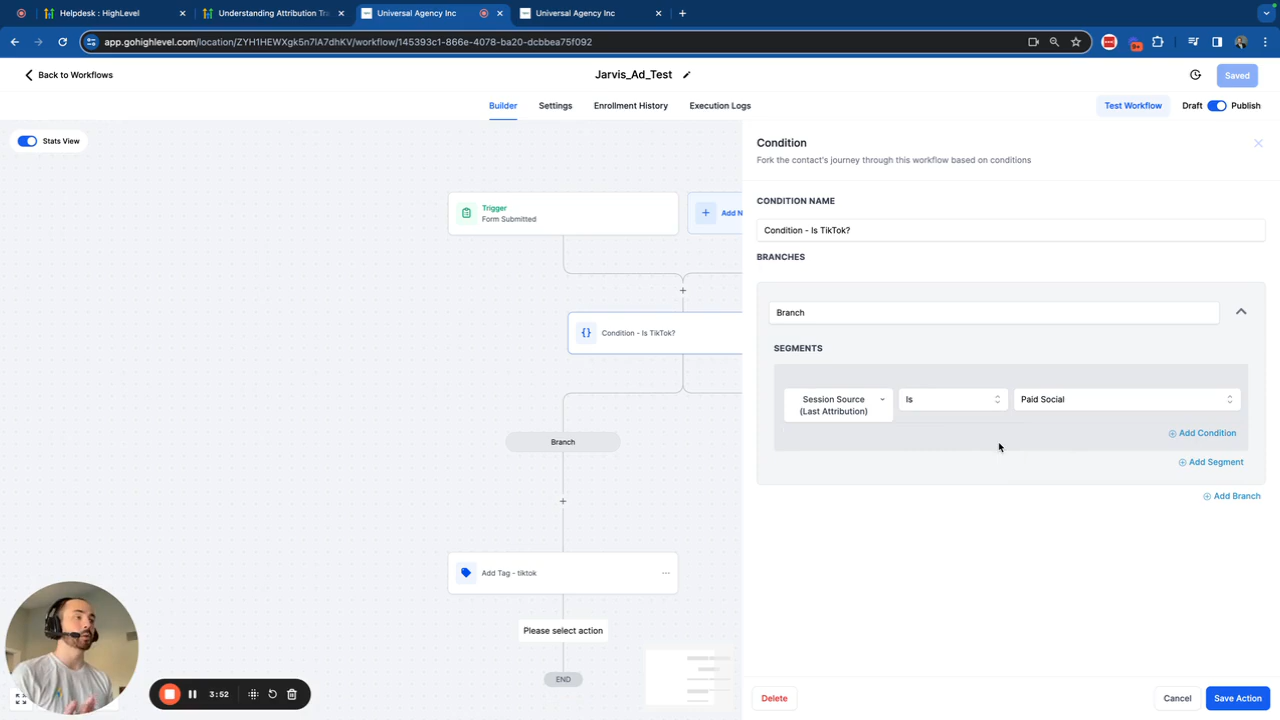 Helpdesk : HighLevel
Understanding Attribution Tra
Universal Agency Inc
Universal Agency Inc
app.gohighlevel.com/location/ZYH1HEWXgk5n7lA7dhKV/workflow/145393c1-866e-4078-ba20-dcbbea75f092
Back to Workflows
Jarvis_Ad_Test
Saved
Builder
Settings
Enrollment History
Execution Logs
Test Workflow
Draft
Publish
Stats View
Trigger
Form Submitted
Add N
Condition - Is TikTok?
Branch
Add Tag - tiktok
Please select action
END
Condition
Fork the contact's journey through this workflow based on conditions
CONDITION NAME
Condition - Is TikTok?
BRANCHES
Branch
SEGMENTS
Session Source
(Last Attribution)
Is
Paid Social
Add Condition
Add Segment
Add Branch
3:52
Delete
Cancel
Save Action